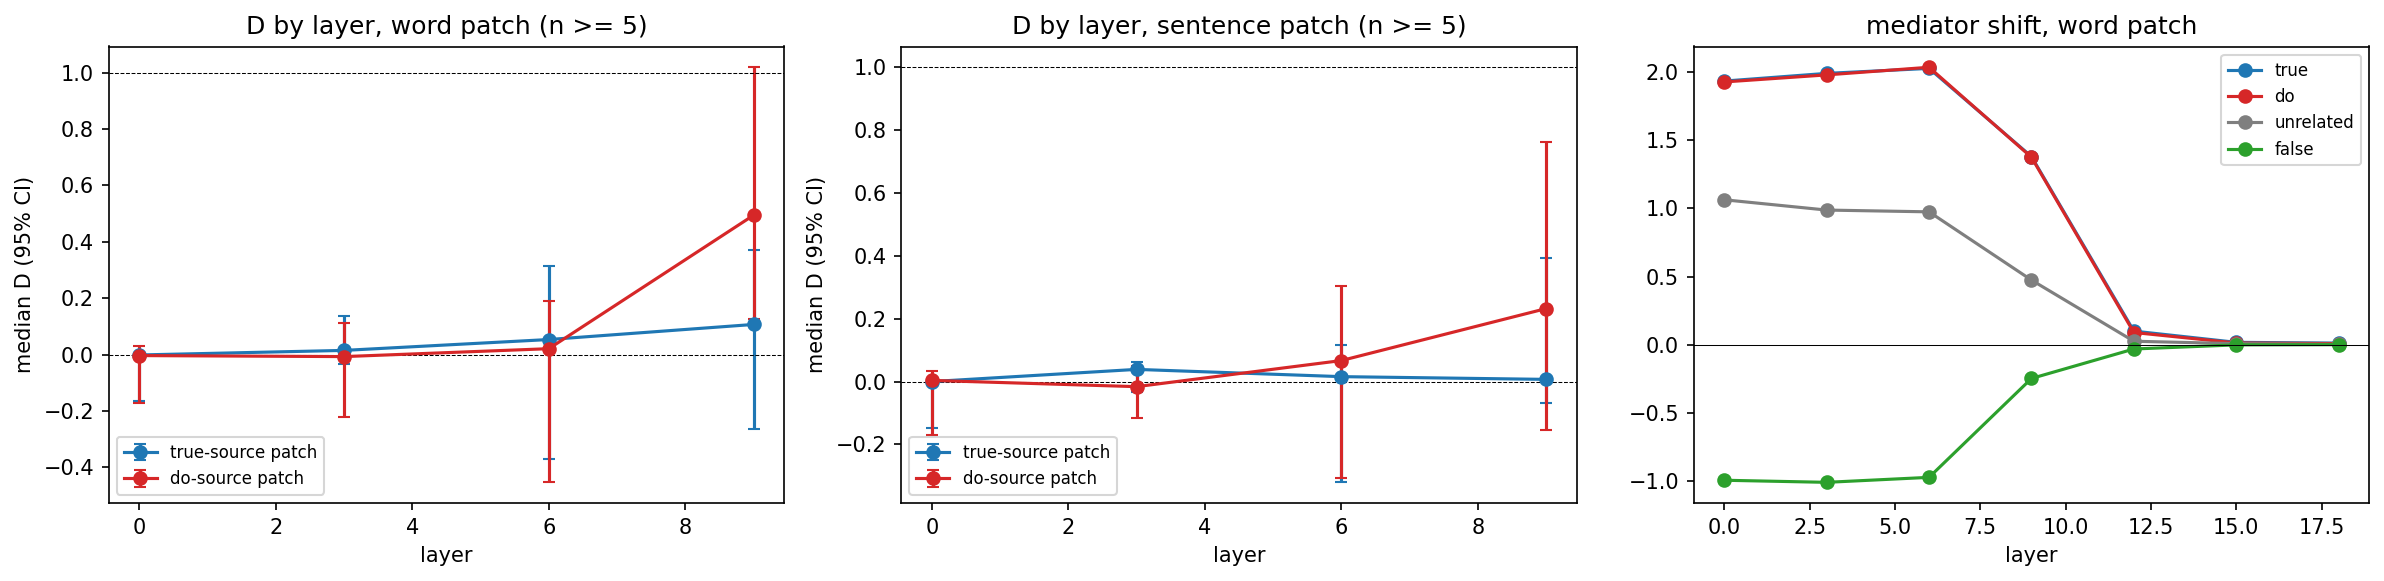 D by layer, word patch (n >= 5)
median D (95% CI)
1.0
0.8
0.6
0.4
0.2
0.0
−0.2
−0.4
true-source patch
do-source patch
0 2 4 6 8
layer
D by layer, sentence patch (n >= 5)
median D (95% CI)
1.0
0.8
0.6
0.4
0.2
0.0
−0.2
true-source patch
do-source patch
0 2 4 6 8
layer
mediator shift, word patch
2.0
1.5
1.0
0.5
0.0
−0.5
−1.0
true
do
unrelated
false
0.0 2.5 5.0 7.5 10.0 12.5 15.0 17.5
layer